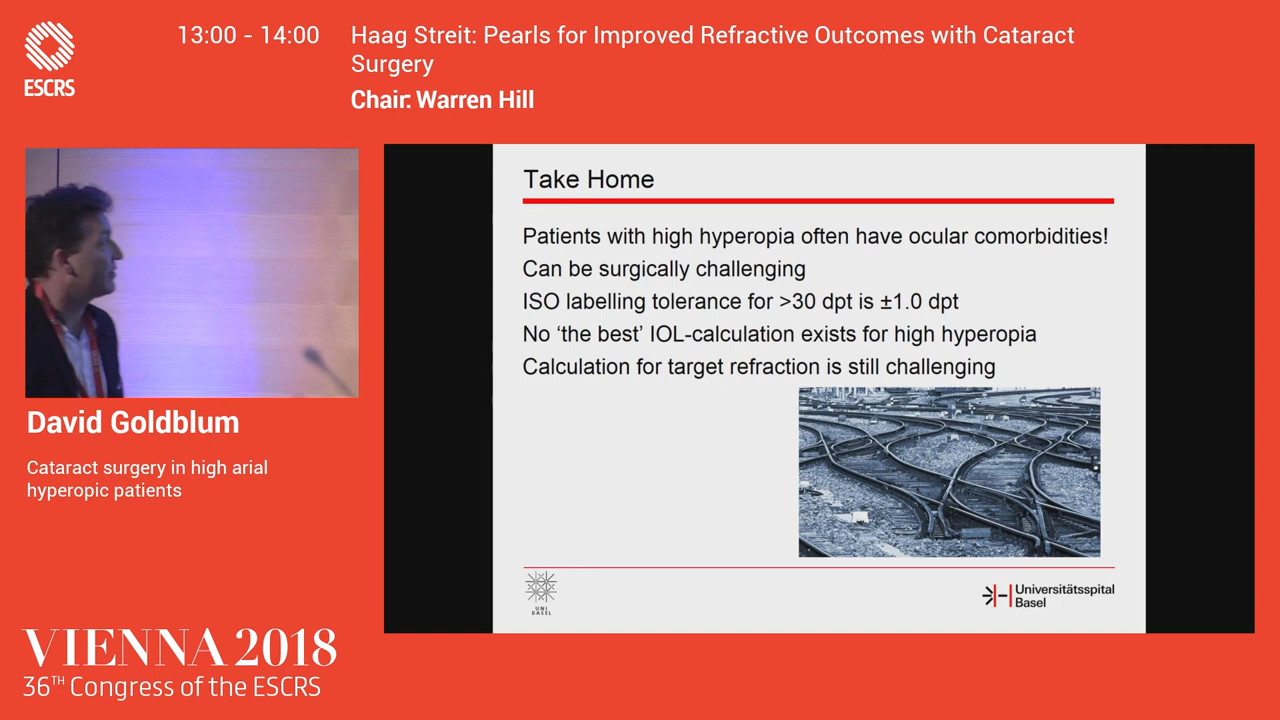 ESCRS
13:00 - 14:00
Haag Streit: Pearls for Improved Refractive Outcomes with Cataract
Surgery
Chair: Warren Hill
Take Home
Patients with high hyperopia often have ocular comorbidities!
Can be surgically challenging
ISO labelling tolerance for >30 dpt is ±1.0 dpt
No ‘the best’ IOL-calculation exists for high hyperopia
Calculation for target refraction is still challenging
UNI
BASEL
Universitätsspital
Basel
David Goldblum
Cataract surgery in high arial
hyperopic patients
VIENNA 2018
36TH Congress of the ESCRS